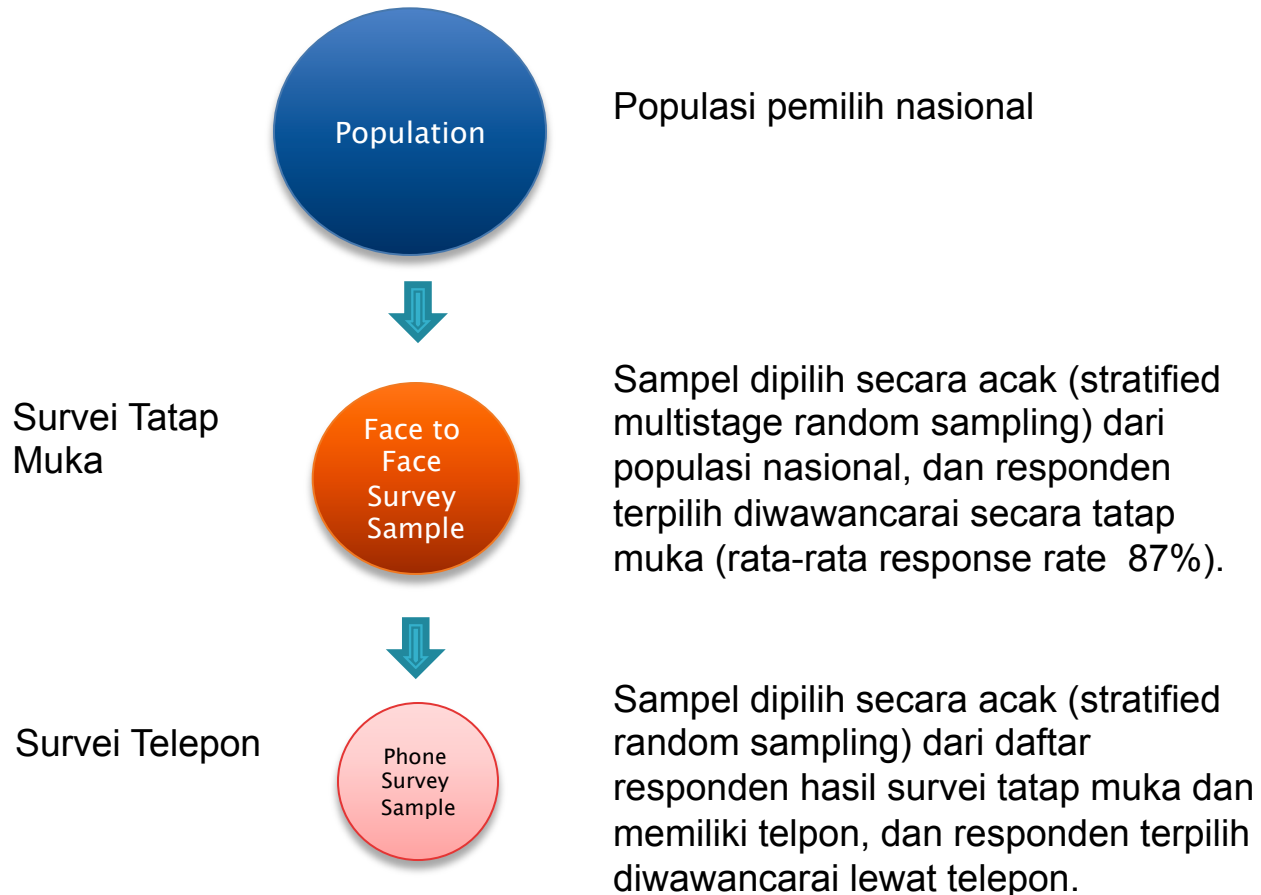 Population
Populasi pemilih nasional
Survei Tatap
Muka
Face to
Face
Survey
Sample
Sampel dipilih secara acak (stratified
multistage random sampling) dari
populasi nasional, dan responden
terpilih diwawancarai secara tatap
muka (rata-rata response rate  87%).
Survei Telepon
Phone
Survey
Sample
Sampel dipilih secara acak (stratified
random sampling) dari daftar
responden hasil survei tatap muka dan
memiliki telpon, dan responden terpilih
diwawancarai lewat telepon.